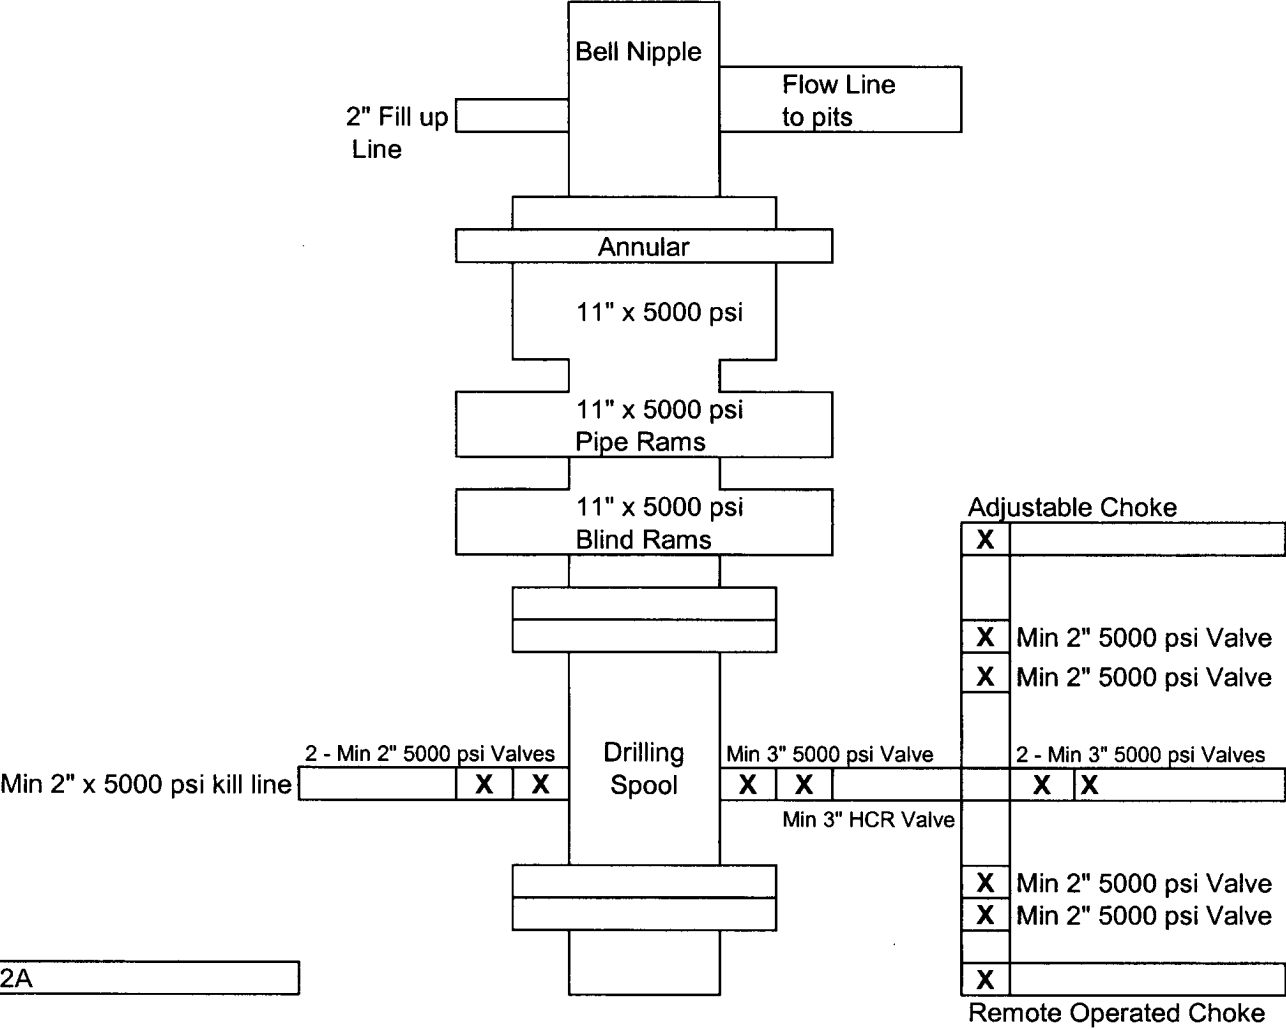 Bell Nipple
Flow Line
to pits
2" Fill up
Line
Annular
11" x 5000 psi
11" x 5000 psi
Pipe Rams
11" x 5000 psi
Blind Rams
Adjustable Choke
X
X Min 2" 5000 psi Valve
X Min 2" 5000 psi Valve
2 - Min 2" 5000 psi Valves
Drilling
Spool
Min 3" 5000 psi Valve
2 - Min 3" 5000 psi Valves
Min 2" x 5000 psi kill line
X X
X X
X X
Min 3" HCR Valve
X Min 2" 5000 psi Valve
X Min 2" 5000 psi Valve
2A
X
Remote Operated Choke